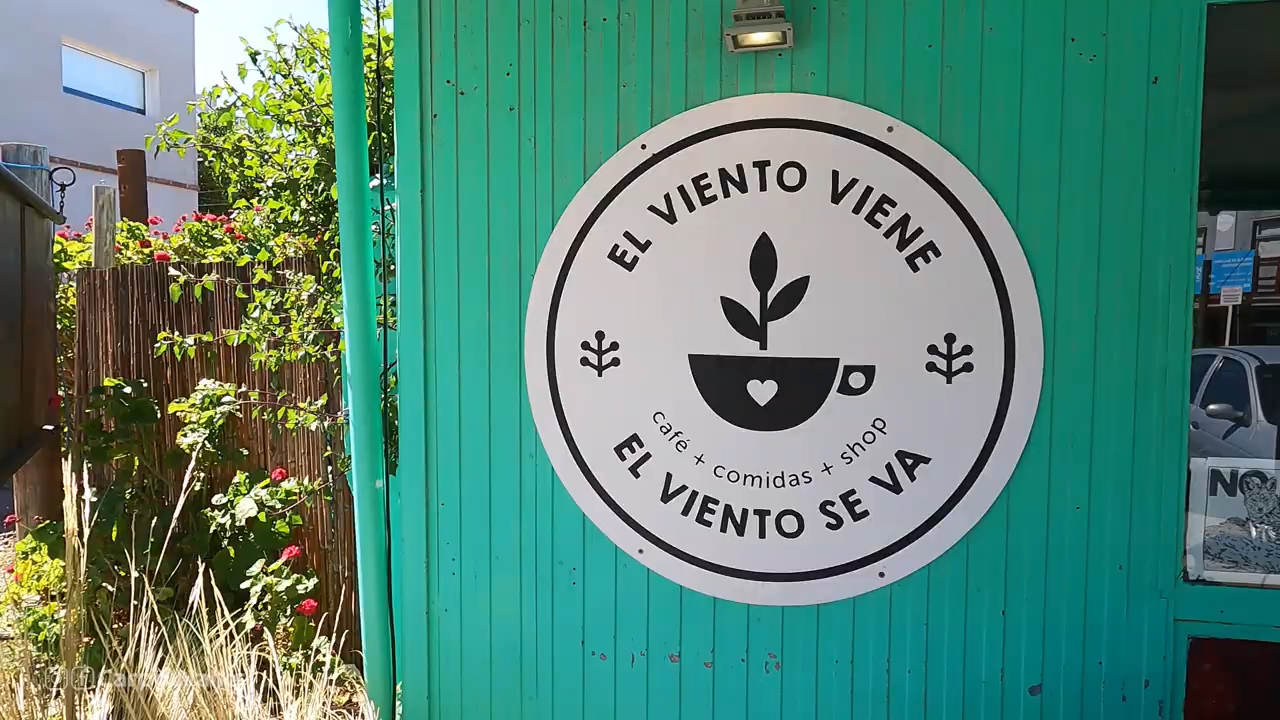 EL VIENTO VIENE
café + comidas + shop
EL VIENTO SE VA
NO